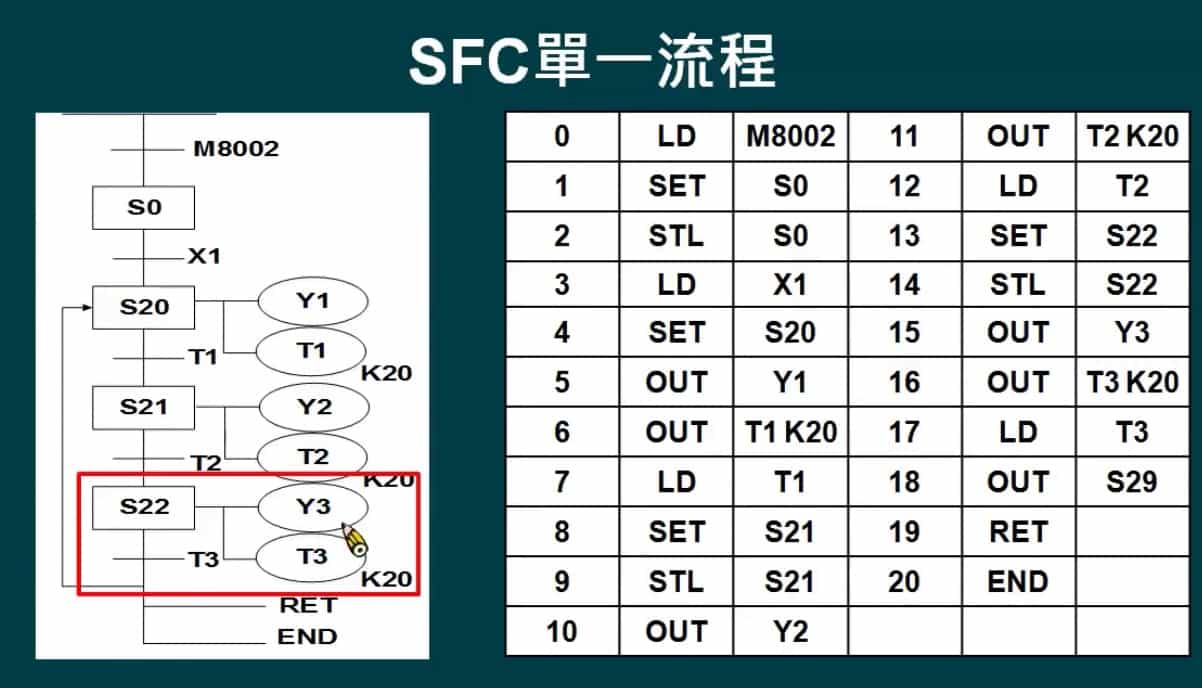 SFC單一流程
M8002
S0
X1
S20
Y1
T1
T1
K20
S21
Y2
T2
T2
K20
S22
Y3
T3
T3
K20
RET
END
0 LD M8002 11 OUT T2 K20
1 SET S0 12 LD T2
2 STL S0 13 SET S22
3 LD X1 14 STL S22
4 SET S20 15 OUT Y3
5 OUT Y1 16 OUT T3 K20
6 OUT T1 K20 17 LD T3
7 LD T1 18 OUT S29
8 SET S21 19 RET
9 STL S21 20 END
10 OUT Y2